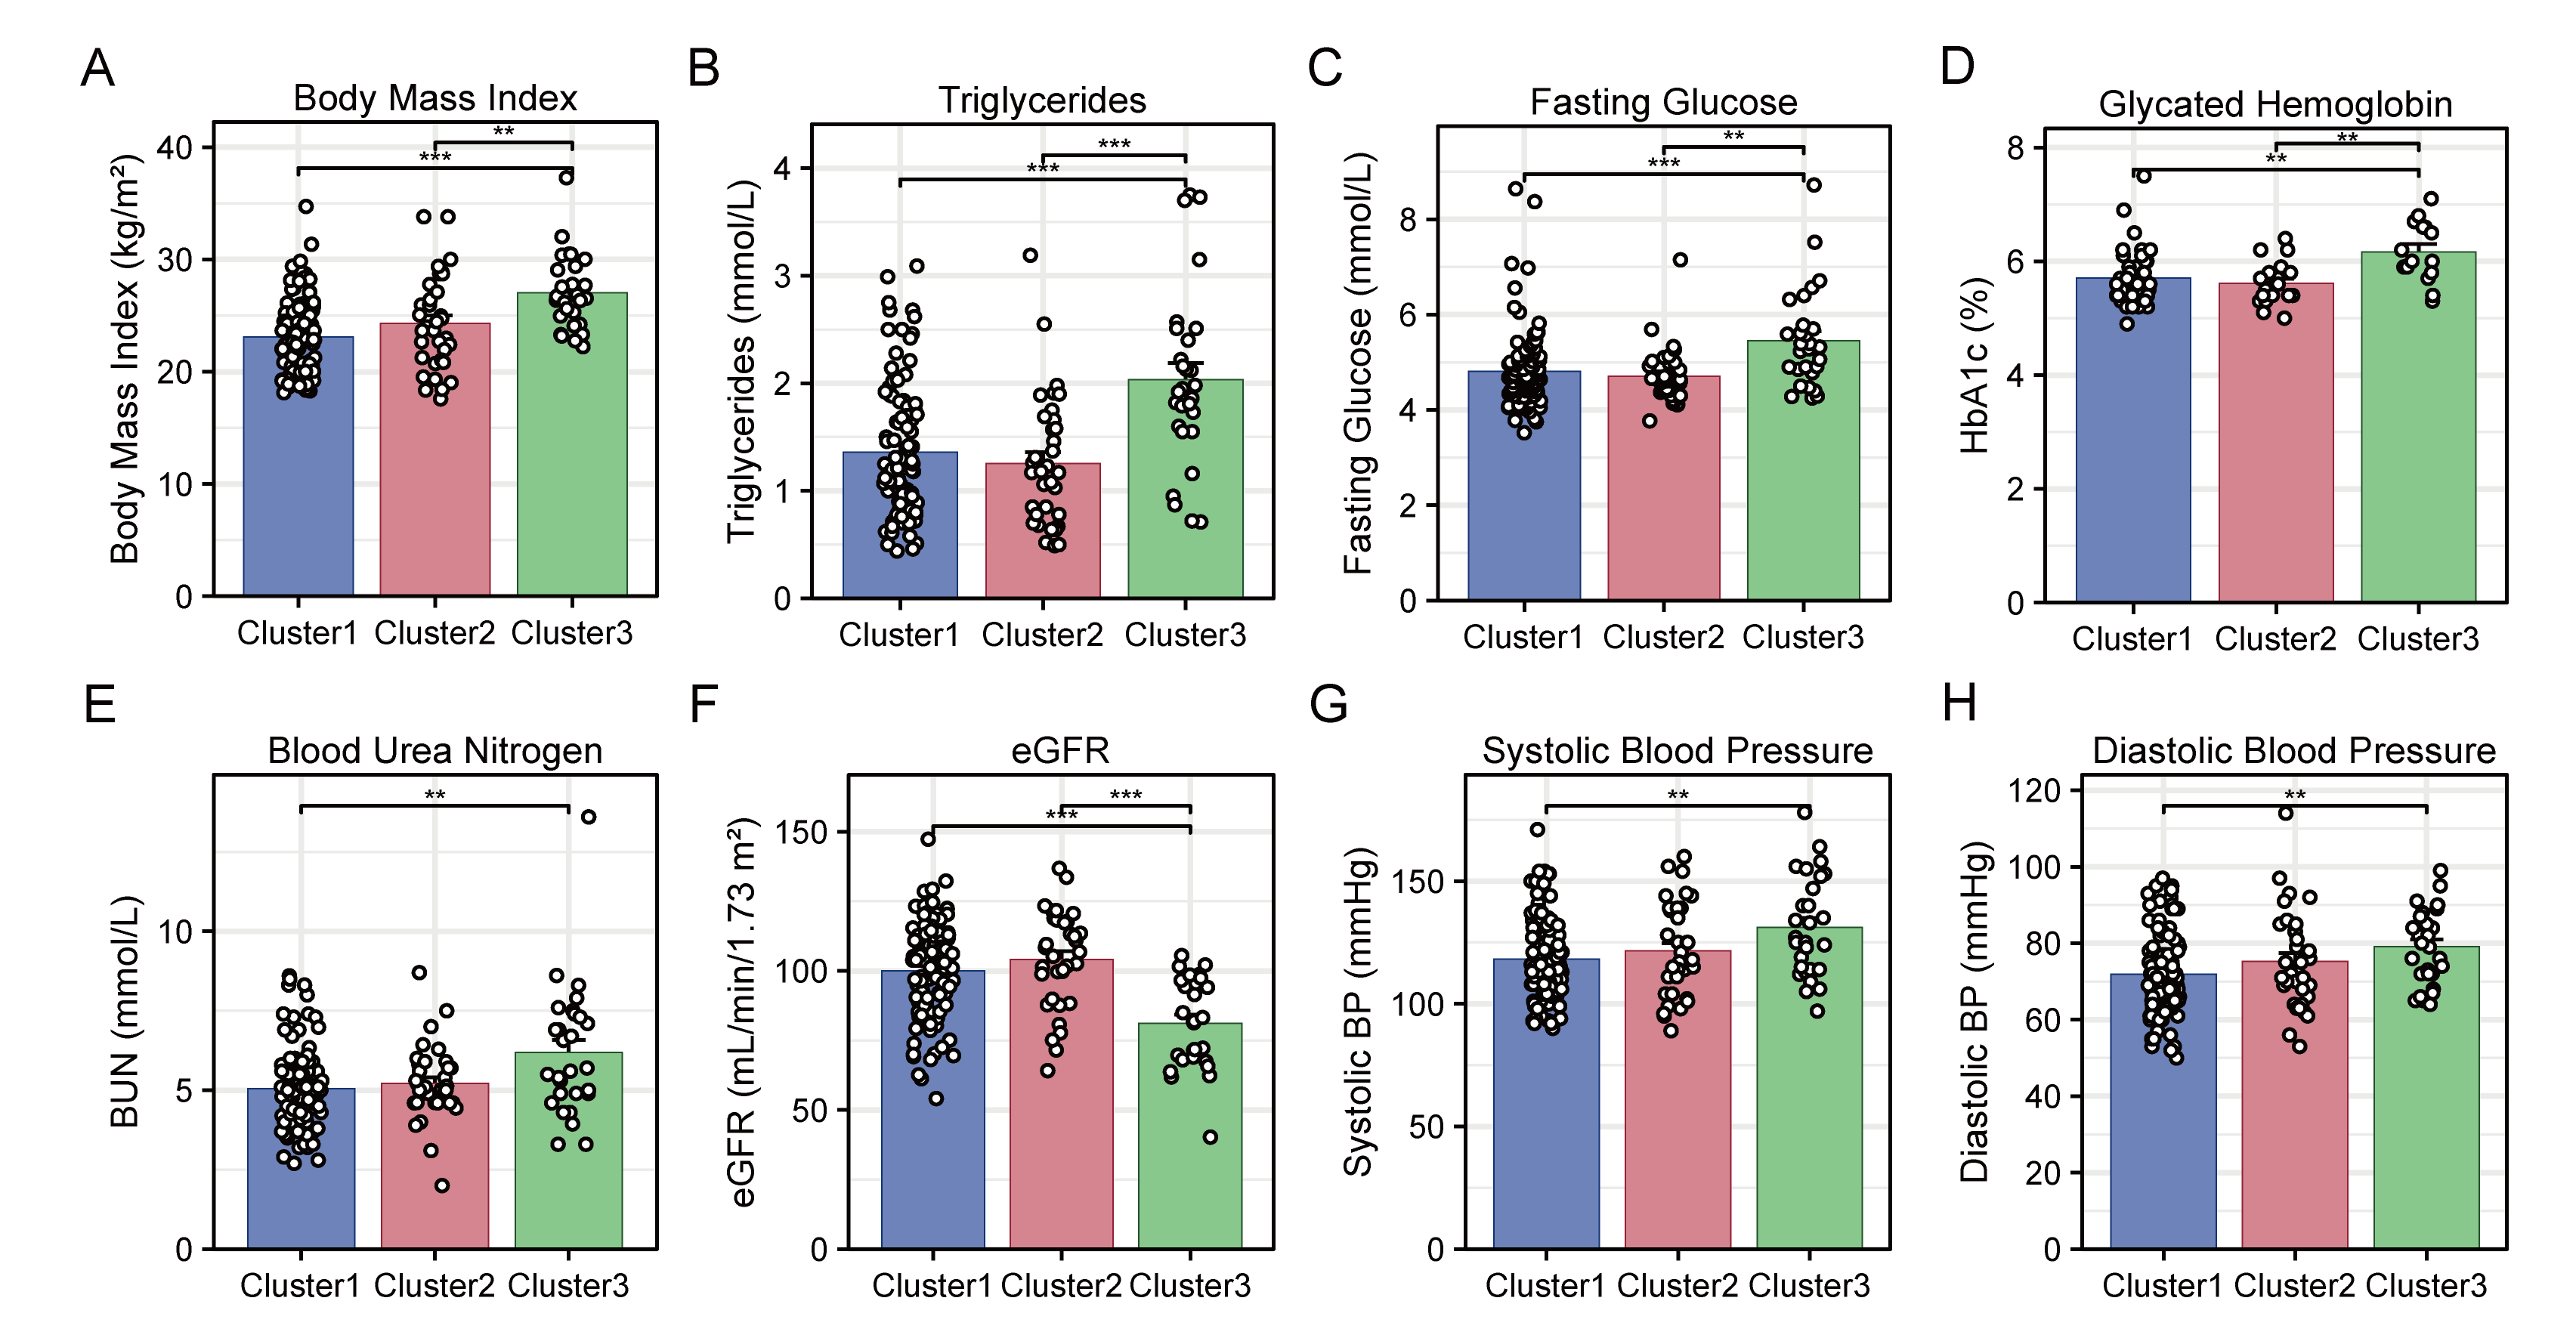 A
Body Mass Index
Body Mass Index (kg/m²)
40
30
20
10
0
**
***
Cluster1 Cluster2 Cluster3
B
Triglycerides
Triglycerides (mmol/L)
4
3
2
1
0
***
***
Cluster1 Cluster2 Cluster3
C
Fasting Glucose
Fasting Glucose (mmol/L)
8
6
4
2
0
**
***
Cluster1 Cluster2 Cluster3
D
Glycated Hemoglobin
HbA1c (%)
8
6
4
2
0
**
**
Cluster1 Cluster2 Cluster3
E
Blood Urea Nitrogen
BUN (mmol/L)
10
5
0
**
Cluster1 Cluster2 Cluster3
F
eGFR
eGFR (mL/min/1.73 m²)
150
100
50
0
***
***
Cluster1 Cluster2 Cluster3
G
Systolic Blood Pressure
Systolic BP (mmHg)
150
100
50
0
**
Cluster1 Cluster2 Cluster3
H
Diastolic Blood Pressure
Diastolic BP (mmHg)
120
100
80
60
40
20
0
**
Cluster1 Cluster2 Cluster3